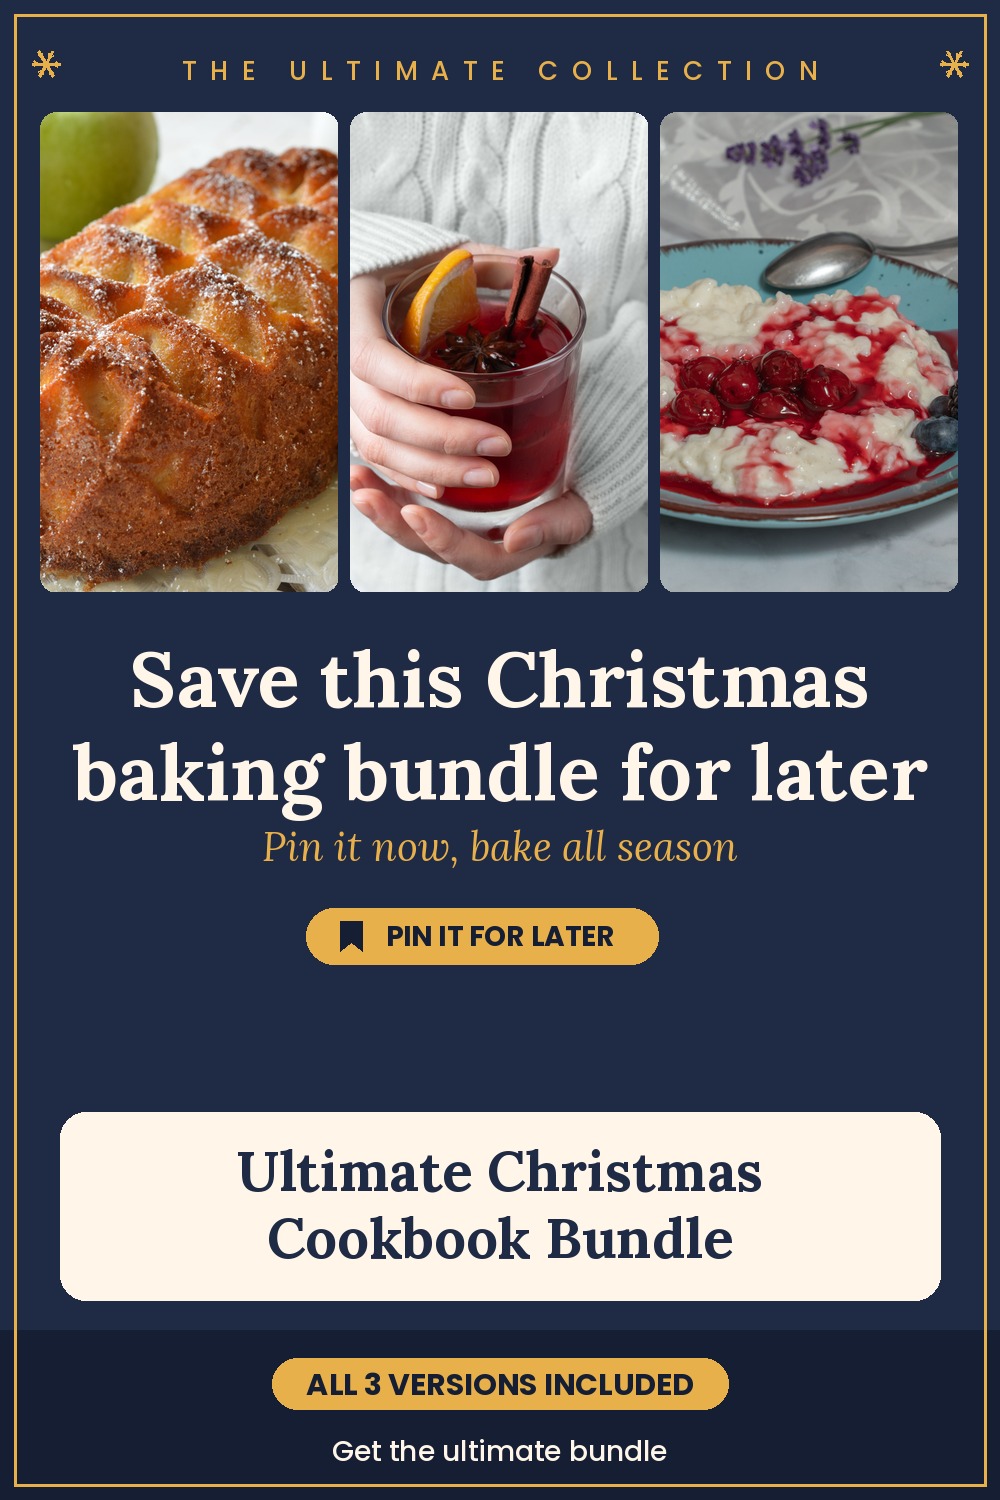 THE ULTIMATE COLLECTION
Save this Christmas
baking bundle for later
Pin it now, bake all season
PIN IT FOR LATER
Ultimate Christmas
Cookbook Bundle
ALL 3 VERSIONS INCLUDED
Get the ultimate bundle